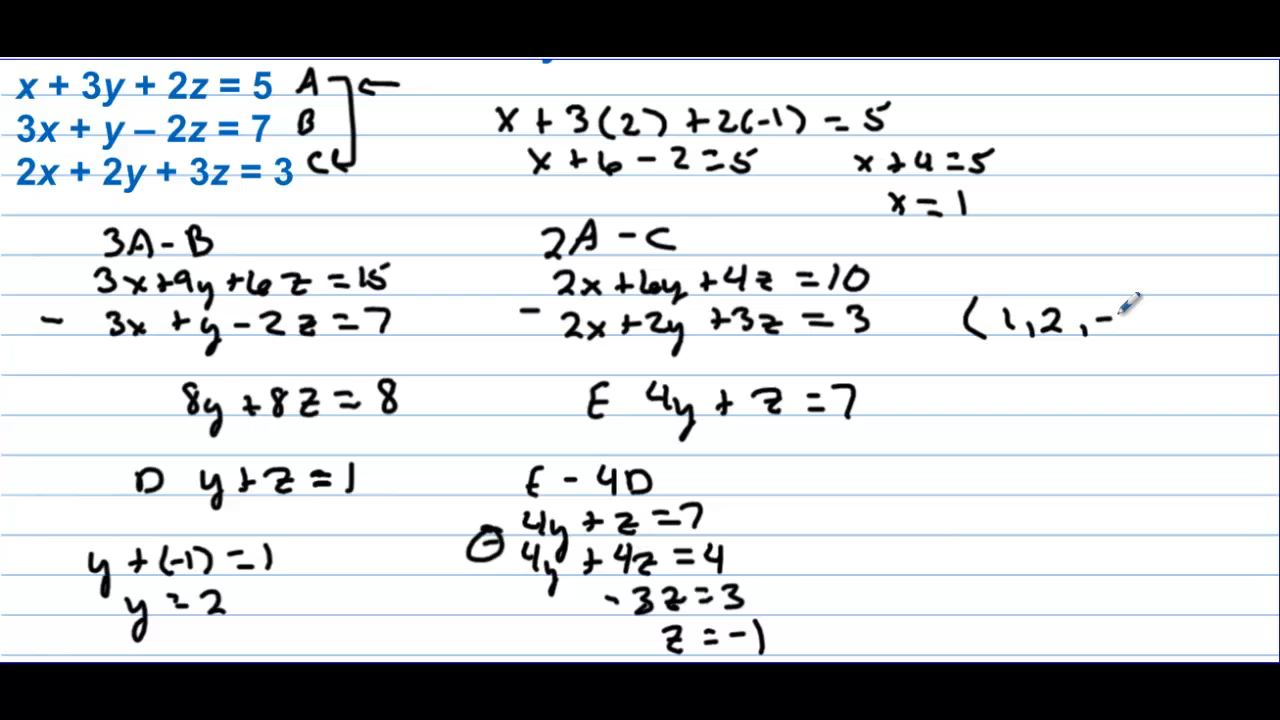 x + 3y + 2z = 5 A
3x + y – 2z = 7 B
2x + 2y + 3z = 3 C
x + 3(2) + 2(-1) = 5
x + 6 - 2 = 5 x + 4 = 5
x = 1
3A - B
3x + 9y + 6z = 15
- 3x + y - 2z = 7
8y + 8z = 8
D y + z = 1
y + (-1) = 1
y = 2
2A - C
2x + 6y + 4z = 10
- 2x + 2y + 3z = 3
E 4y + z = 7
E - 4D
4y + z = 7
- 4y + 4z = 4
-3z = 3
z = -1
(1, 2, -